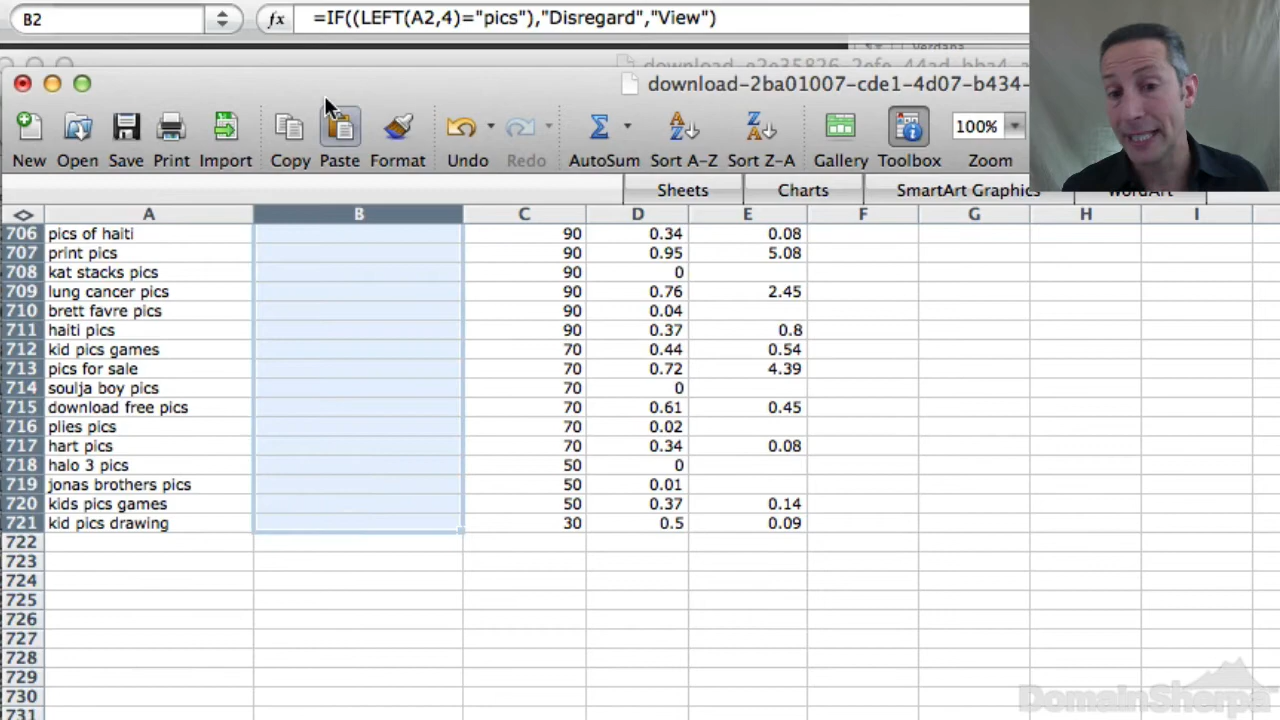 B2 fx =IF((LEFT(A2,4)="pics"),"Disregard","View")
Verdana
download-e2e35826-2efe-44ad-bba4-a
download-2ba01007-cde1-4d07-b434-
New Open Save Print Import Copy Paste Format Undo Redo AutoSum Sort A-Z Sort Z-A Gallery Toolbox 100% Zoom
Sheets Charts SmartArt Graphics WordArt
A B C D E F G H I
706 pics of haiti 90 0.34 0.08
707 print pics 90 0.95 5.08
708 kat stacks pics 90 0
709 lung cancer pics 90 0.76 2.45
710 brett favre pics 90 0.04
711 haiti pics 90 0.37 0.8
712 kid pics games 70 0.44 0.54
713 pics for sale 70 0.72 4.39
714 soulja boy pics 70 0
715 download free pics 70 0.61 0.45
716 plies pics 70 0.02
717 hart pics 70 0.34 0.08
718 halo 3 pics 50 0
719 jonas brothers pics 50 0.01
720 kids pics games 50 0.37 0.14
721 kid pics drawing 30 0.5 0.09
722
723
724
725
726
727
728
729
730
731
DomainSherpa